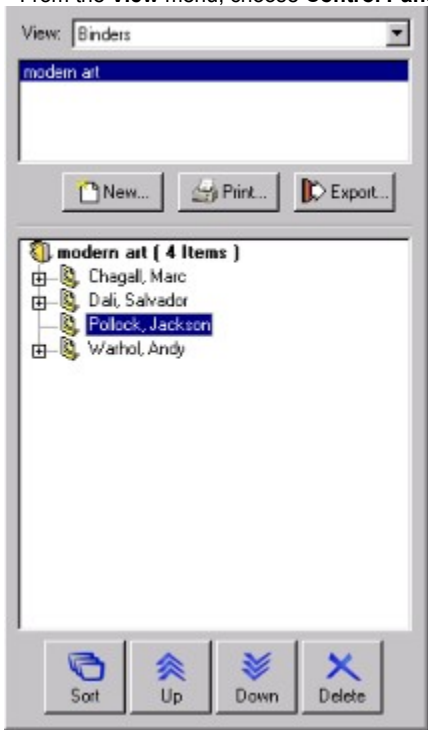 From the View menu, choose Control Pan
View: Binders
modern art
New... Print... Export...
modern art ( 4 Items )
Chagall, Marc
Dali, Salvador
Pollock, Jackson
Warhol, Andy
Sort Up Down Delete